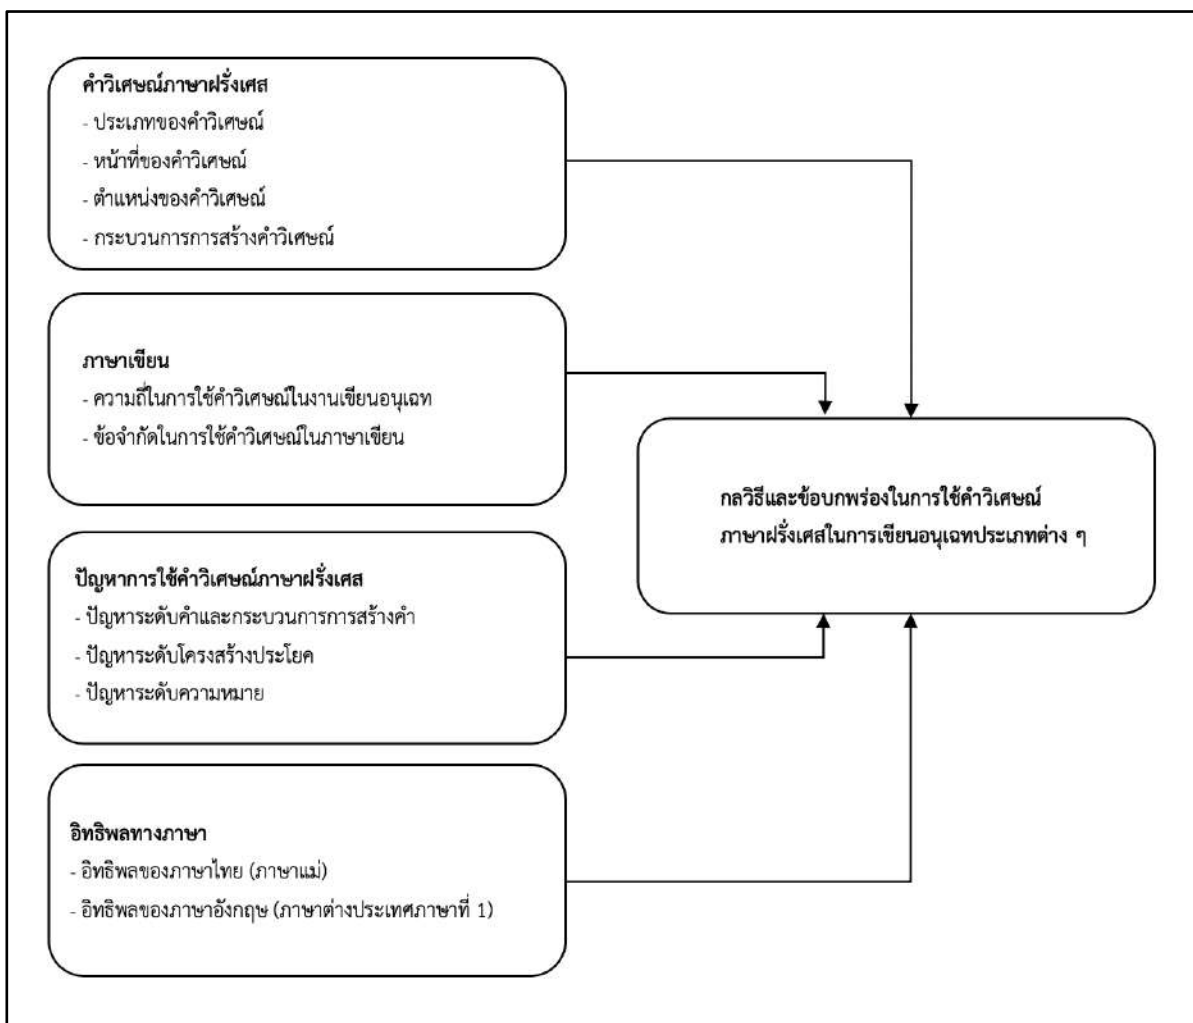 คำวิเศษณ์ภาษาฝรั่งเศส
- ประเภทของคำวิเศษณ์
- หน้าที่ของคำวิเศษณ์
- ตำแหน่งของคำวิเศษณ์
- กระบวนการการสร้างคำวิเศษณ์
ภาษาเขียน
- ความถี่ในการใช้คำวิเศษณ์ในงานเขียนอนุเฉท
- ข้อจำกัดในการใช้คำวิเศษณ์ในภาษาเขียน
ปัญหาการใช้คำวิเศษณ์ภาษาฝรั่งเศส
- ปัญหาระดับคำและกระบวนการการสร้างคำ
- ปัญหาระดับโครงสร้างประโยค
- ปัญหาระดับความหมาย
อิทธิพลทางภาษา
- อิทธิพลของภาษาไทย (ภาษาแม่)
- อิทธิพลของภาษาอังกฤษ (ภาษาต่างประเทศภาษาที่ 1)
กลวิธีและข้อบกพร่องในการใช้คำวิเศษณ์
ภาษาฝรั่งเศสในการเขียนอนุเฉทประเภทต่าง ๆ